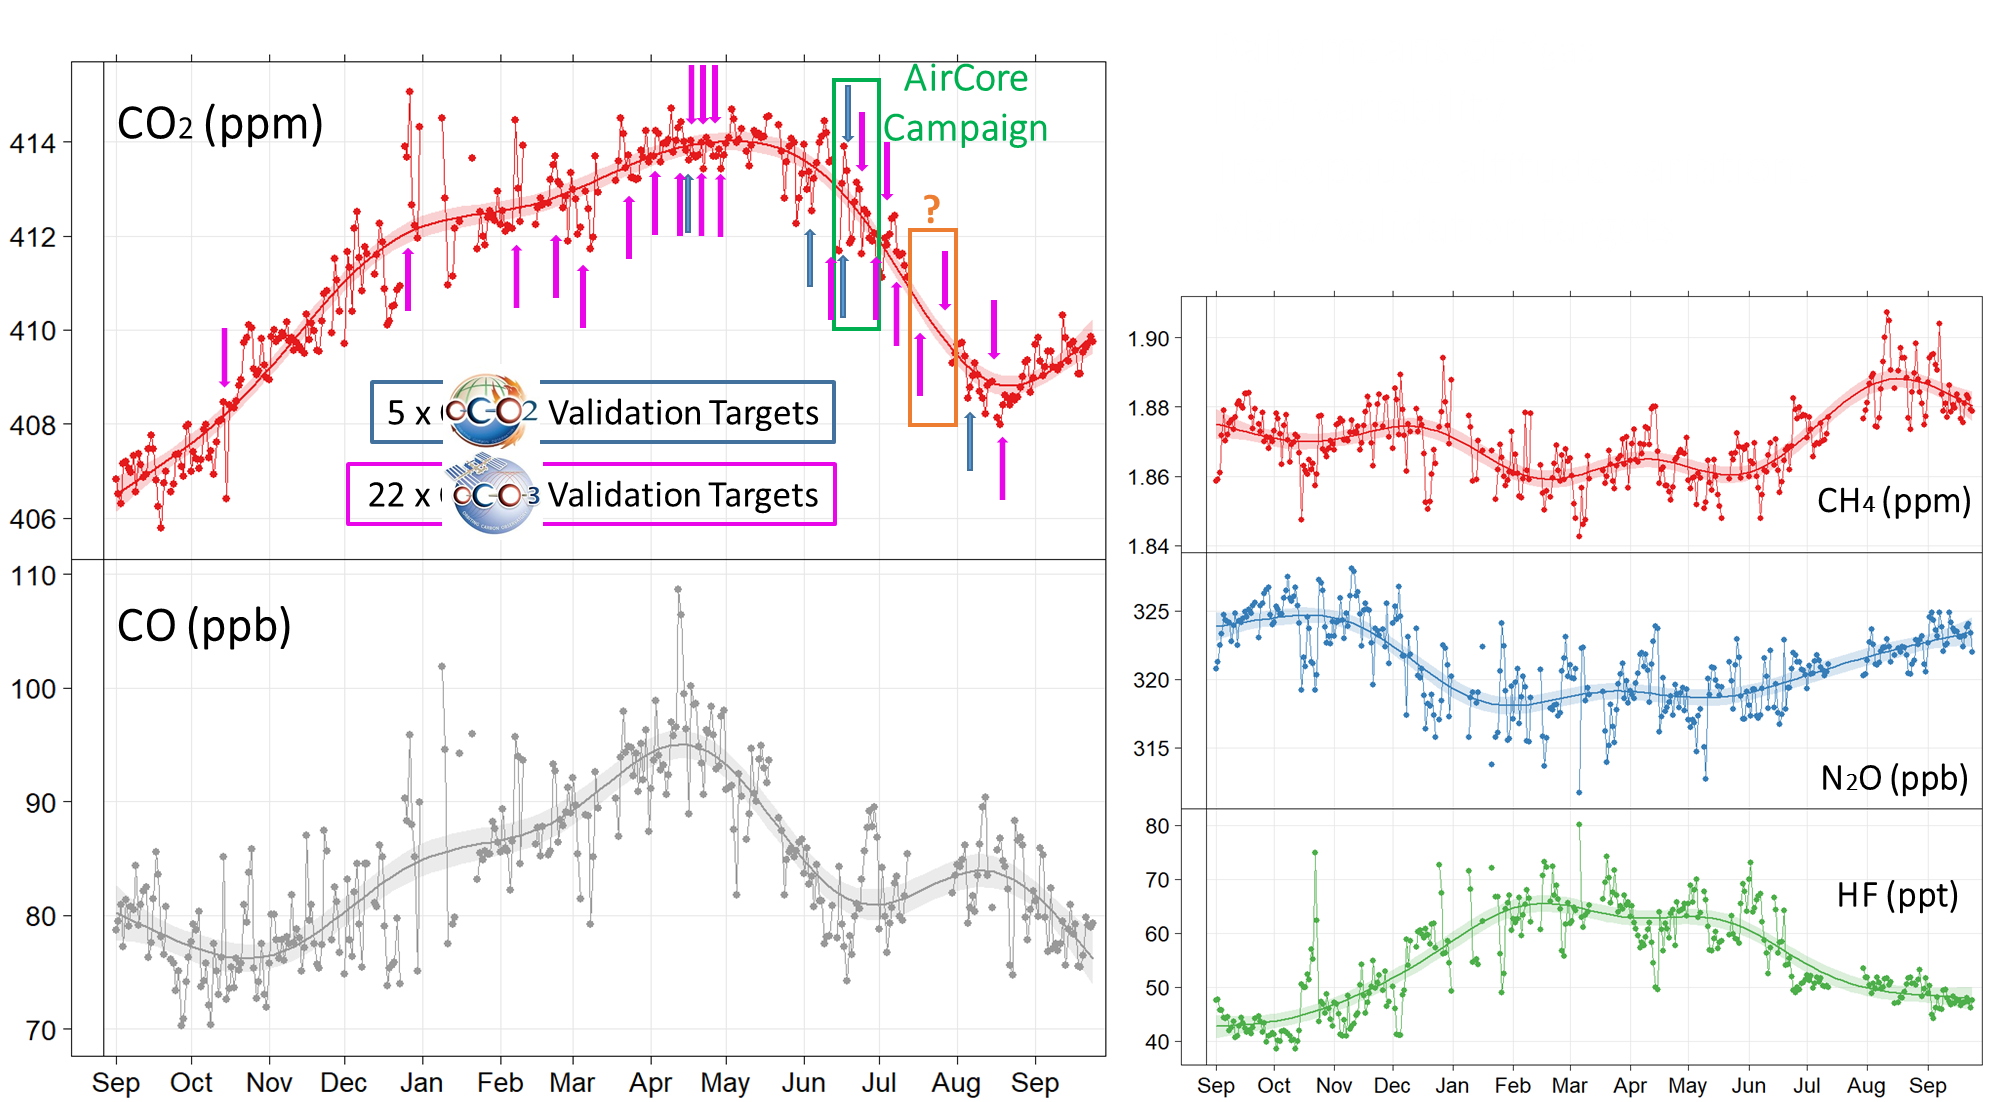 CO2 (ppm)
AirCore
Campaign
?
414
412
410
408
406
5 x OCO2 Validation Targets
22 x OCO-3 Validation Targets
CO (ppb)
110
100
90
80
70
Sep Oct Nov Dec Jan Feb Mar Apr May Jun Jul Aug Sep
1.90
1.88
1.86
1.84
CH4 (ppm)
325
320
315
N2O (ppb)
80
70
60
50
40
HF (ppt)
Sep Oct Nov Dec Jan Feb Mar Apr May Jun Jul Aug Sep